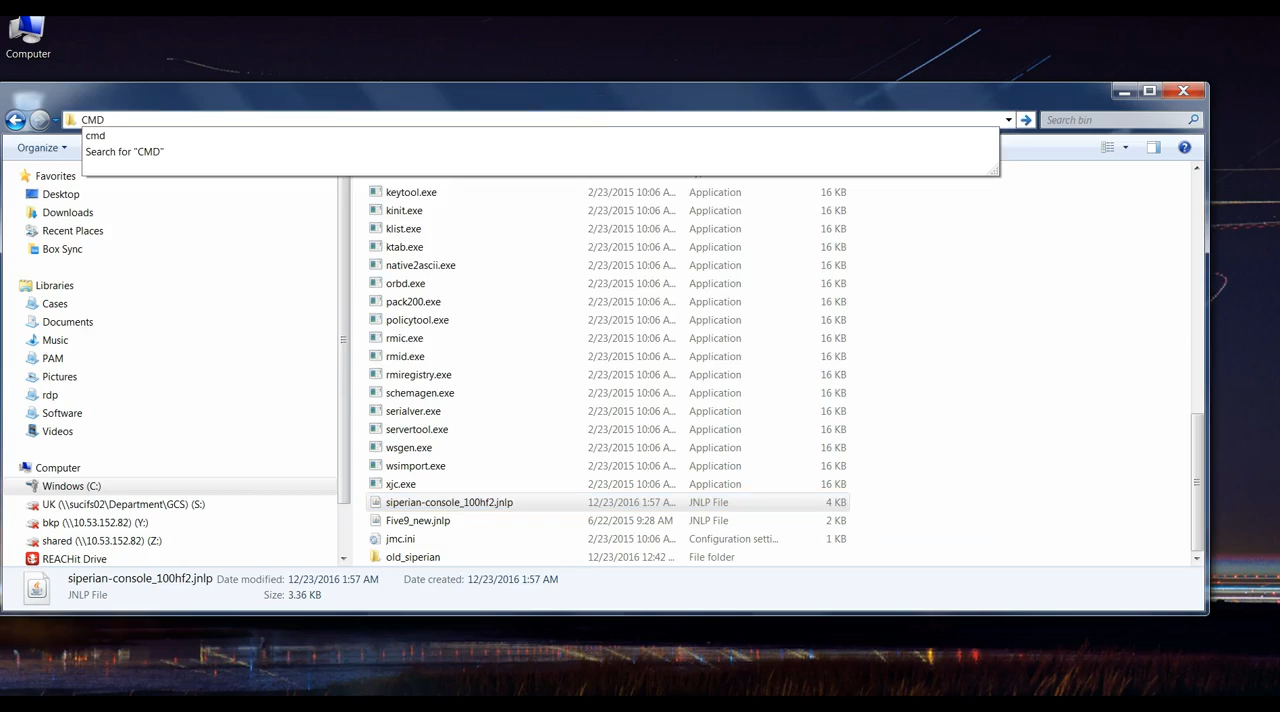 Computer
CMD
Search bin
cmd
Search for "CMD"
Organize
Favorites
Desktop
Downloads
Recent Places
Box Sync
Libraries
Cases
Documents
Music
PAM
Pictures
rdp
Software
Videos
Computer
Windows (C:)
UK (\\sucifs02\Department\GCS) (S:)
bkp (\\10.53.152.82) (Y:)
shared (\\10.53.152.82) (Z:)
REACHit Drive
keytool.exe 2/23/2015 10:06 A... Application 16 KB
kinit.exe 2/23/2015 10:06 A... Application 16 KB
klist.exe 2/23/2015 10:06 A... Application 16 KB
ktab.exe 2/23/2015 10:06 A... Application 16 KB
native2ascii.exe 2/23/2015 10:06 A... Application 16 KB
orbd.exe 2/23/2015 10:06 A... Application 16 KB
pack200.exe 2/23/2015 10:06 A... Application 16 KB
policytool.exe 2/23/2015 10:06 A... Application 16 KB
rmic.exe 2/23/2015 10:06 A... Application 16 KB
rmid.exe 2/23/2015 10:06 A... Application 16 KB
rmiregistry.exe 2/23/2015 10:06 A... Application 16 KB
schemagen.exe 2/23/2015 10:06 A... Application 16 KB
serialver.exe 2/23/2015 10:06 A... Application 16 KB
servertool.exe 2/23/2015 10:06 A... Application 16 KB
wsgen.exe 2/23/2015 10:06 A... Application 16 KB
wsimport.exe 2/23/2015 10:06 A... Application 16 KB
xjc.exe 2/23/2015 10:06 A... Application 16 KB
siperian-console_100hf2.jnlp 12/23/2016 1:57 A... JNLP File 4 KB
Five9_new.jnlp 6/22/2015 9:28 AM JNLP File 2 KB
jmc.ini 2/23/2015 10:06 A... Configuration setti... 1 KB
old_siperian 12/23/2016 12:42 ... File folder
siperian-console_100hf2.jnlp Date modified: 12/23/2016 1:57 AM Date created: 12/23/2016 1:57 AM
JNLP File Size: 3.36 KB